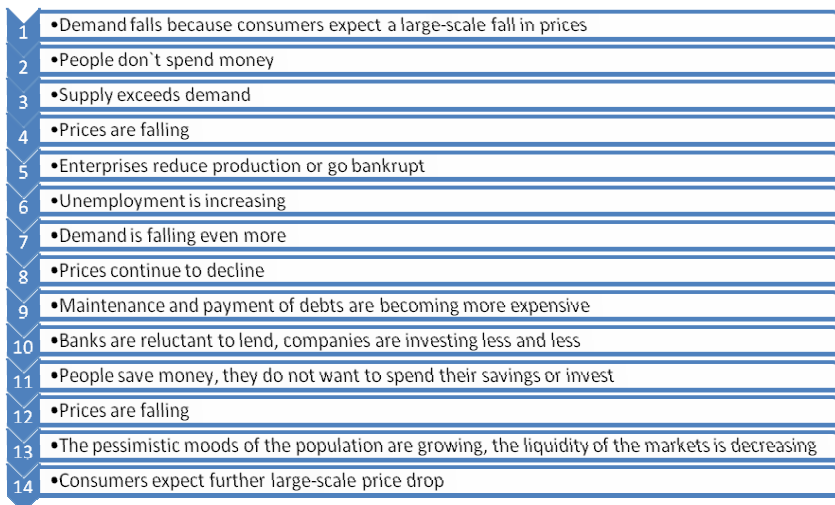 1 •Demand falls because consumers expect a large-scale fall in prices
2 •People don`t spend money
3 •Supply exceeds demand
4 •Prices are falling
5 •Enterprises reduce production or go bankrupt
6 •Unemployment is increasing
7 •Demand is falling even more
8 •Prices continue to decline
9 •Maintenance and payment of debts are becoming more expensive
10 •Banks are reluctant to lend, companies are investing less and less
11 •People save money, they do not want to spend their savings or invest
12 •Prices are falling
13 •The pessimistic moods of the population are growing, the liquidity of the markets is decreasing
14 •Consumers expect further large-scale price drop